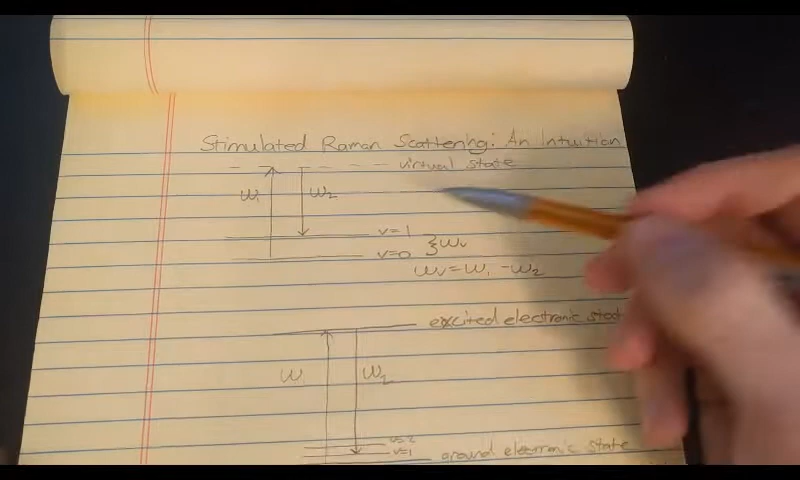 Stimulated Raman Scattering: An Intuition
virtual state
ω₁ ω₂
v=1
v=0 }ωv
ωv=ω₁-ω₂
excited electronic state
ω₁ ω₂
v=2
v=1
ground electronic state